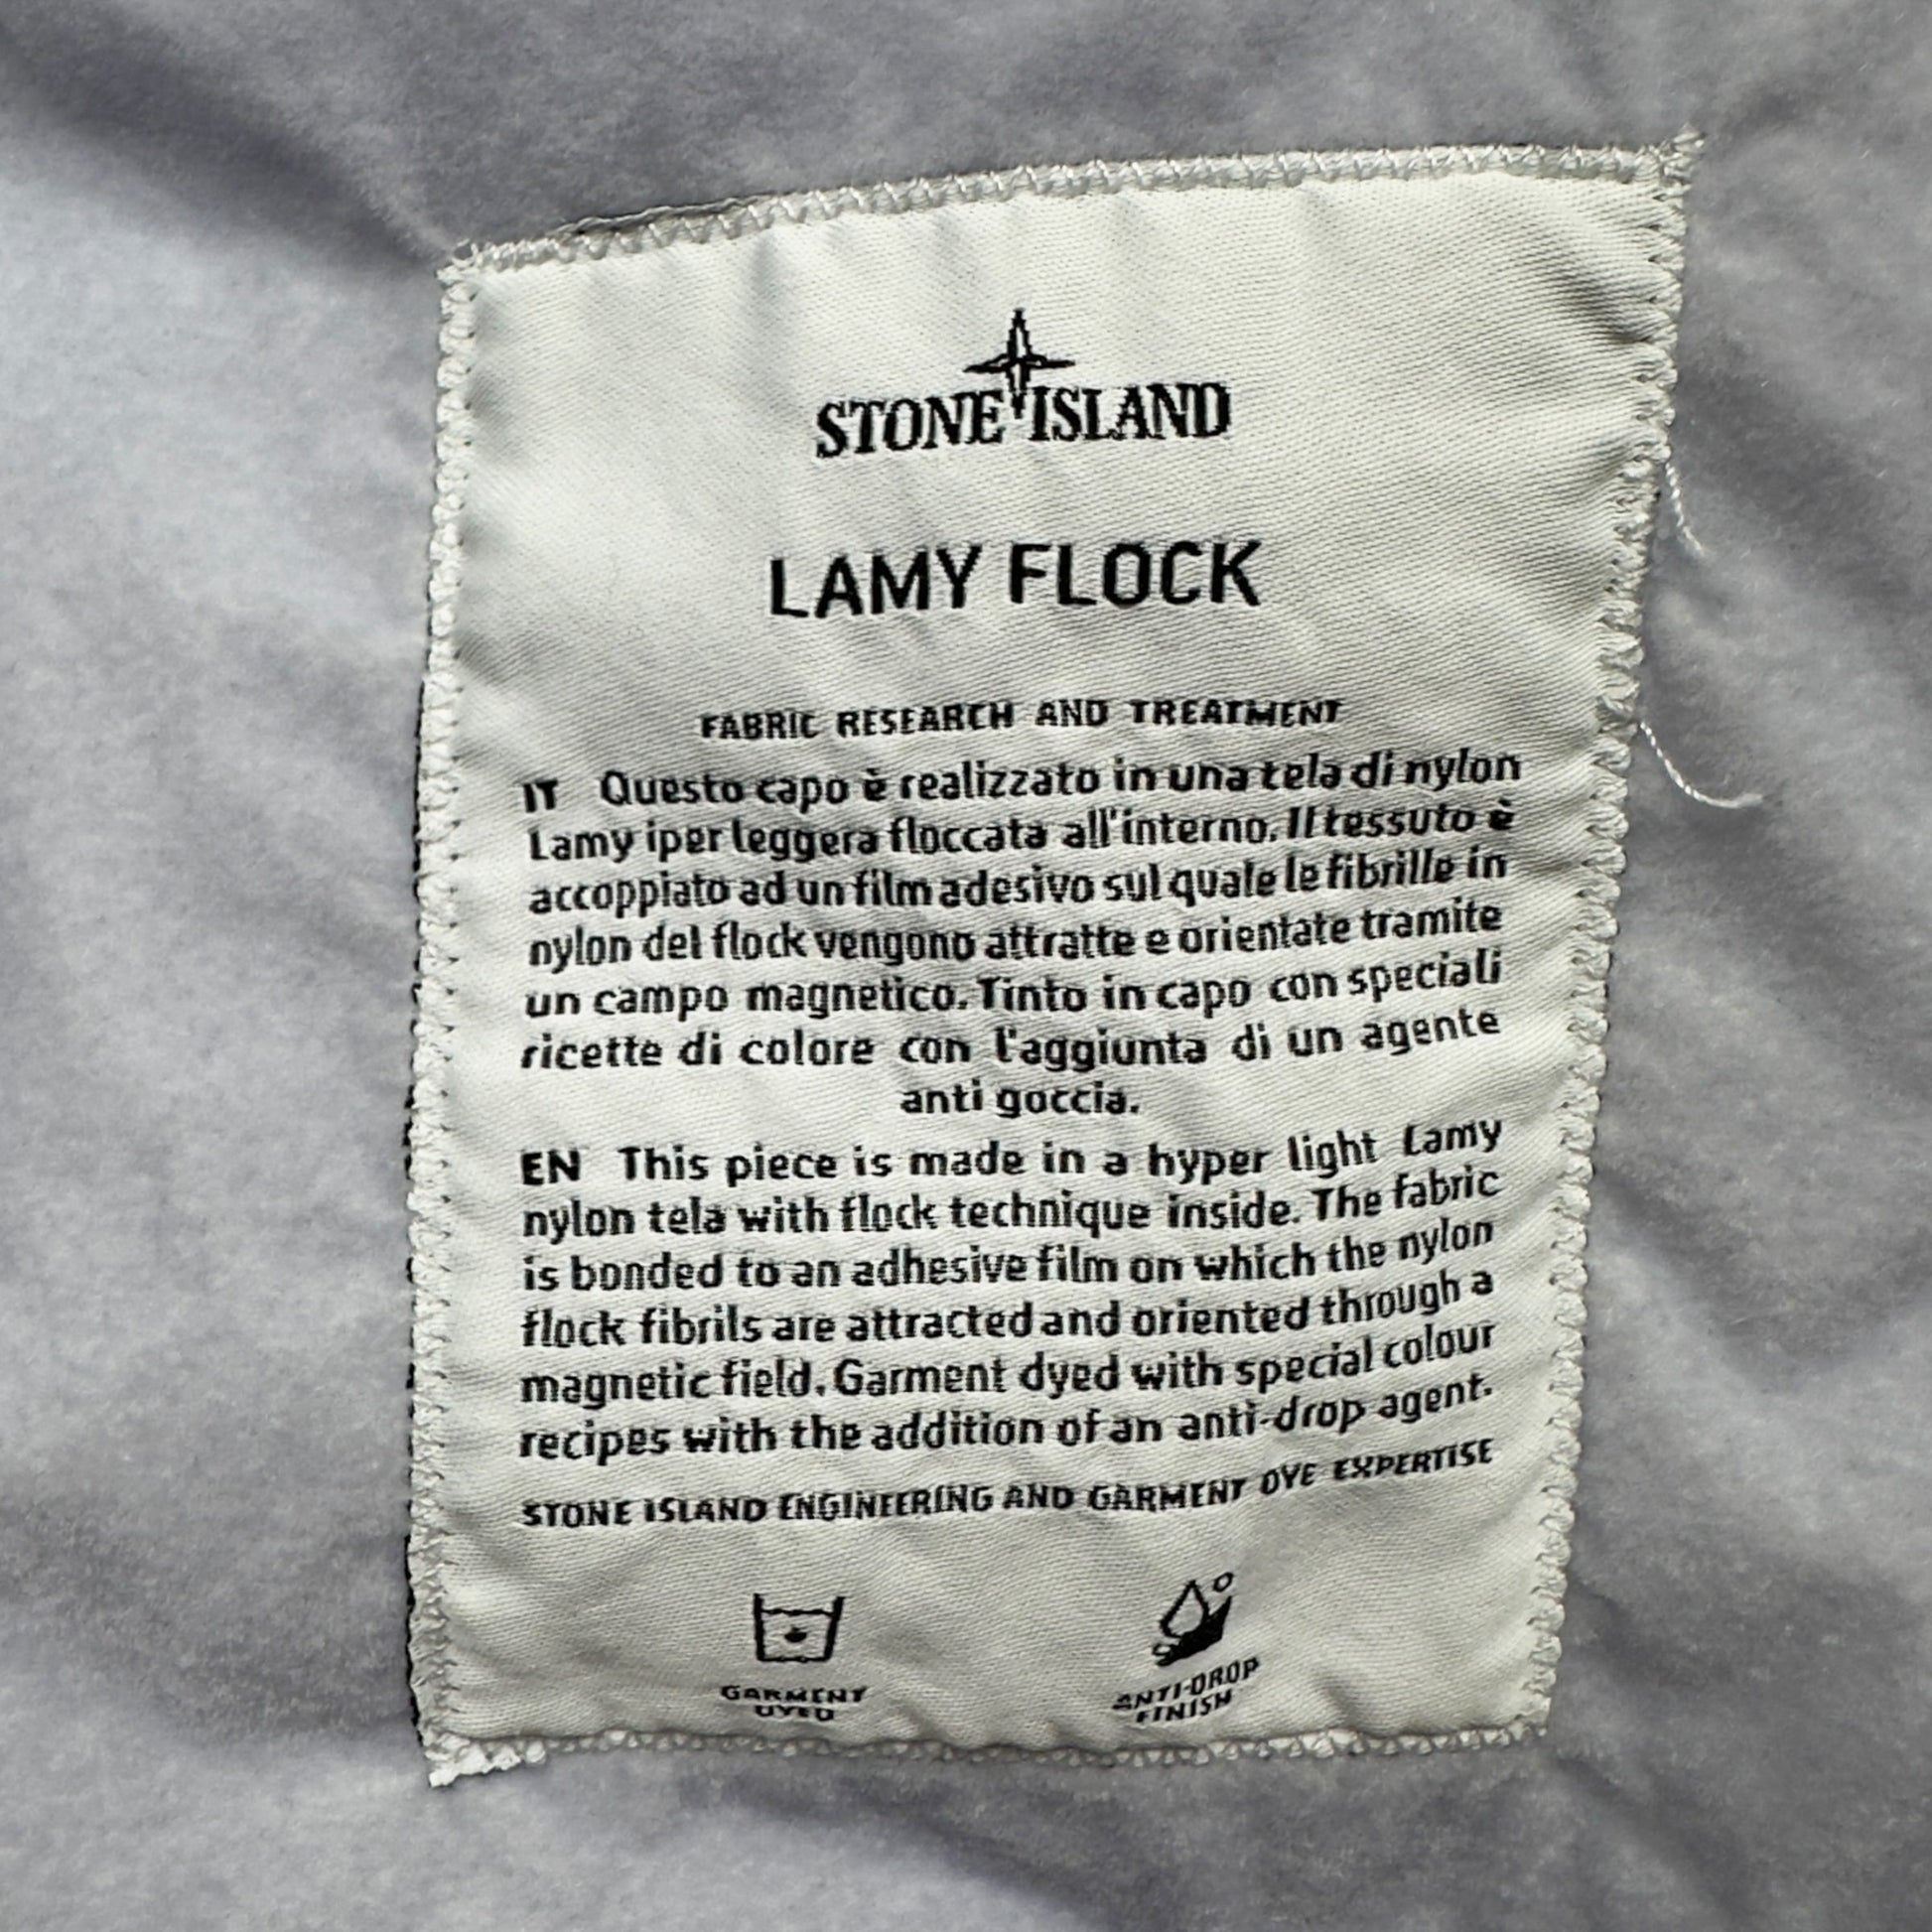 STONE ISLAND
LAMY FLOCK
FABRIC RESEARCH AND TREATMENT
IT Questo capo è realizzato in una tela di nylon
Lamy iper leggera floccata all'interno. Il tessuto è
accoppiato ad un film adesivo sul quale le fibrille in
nylon del flock vengono attratte e orientate tramite
un campo magnetico. Tinto in capo con speciali
ricette di colore con l'aggiunta di un agente
anti goccia.
EN This piece is made in a hyper light Lamy
nylon tela with flock technique inside. The fabric
is bonded to an adhesive film on which the nylon
flock fibrils are attracted and oriented through a
magnetic field. Garment dyed with special colour
recipes with the addition of an anti-drop agent.
STONE ISLAND ENGINEERING AND GARMENT DYE EXPERTISE
GARMENT
DYED
ANTI-DROP
FINISH